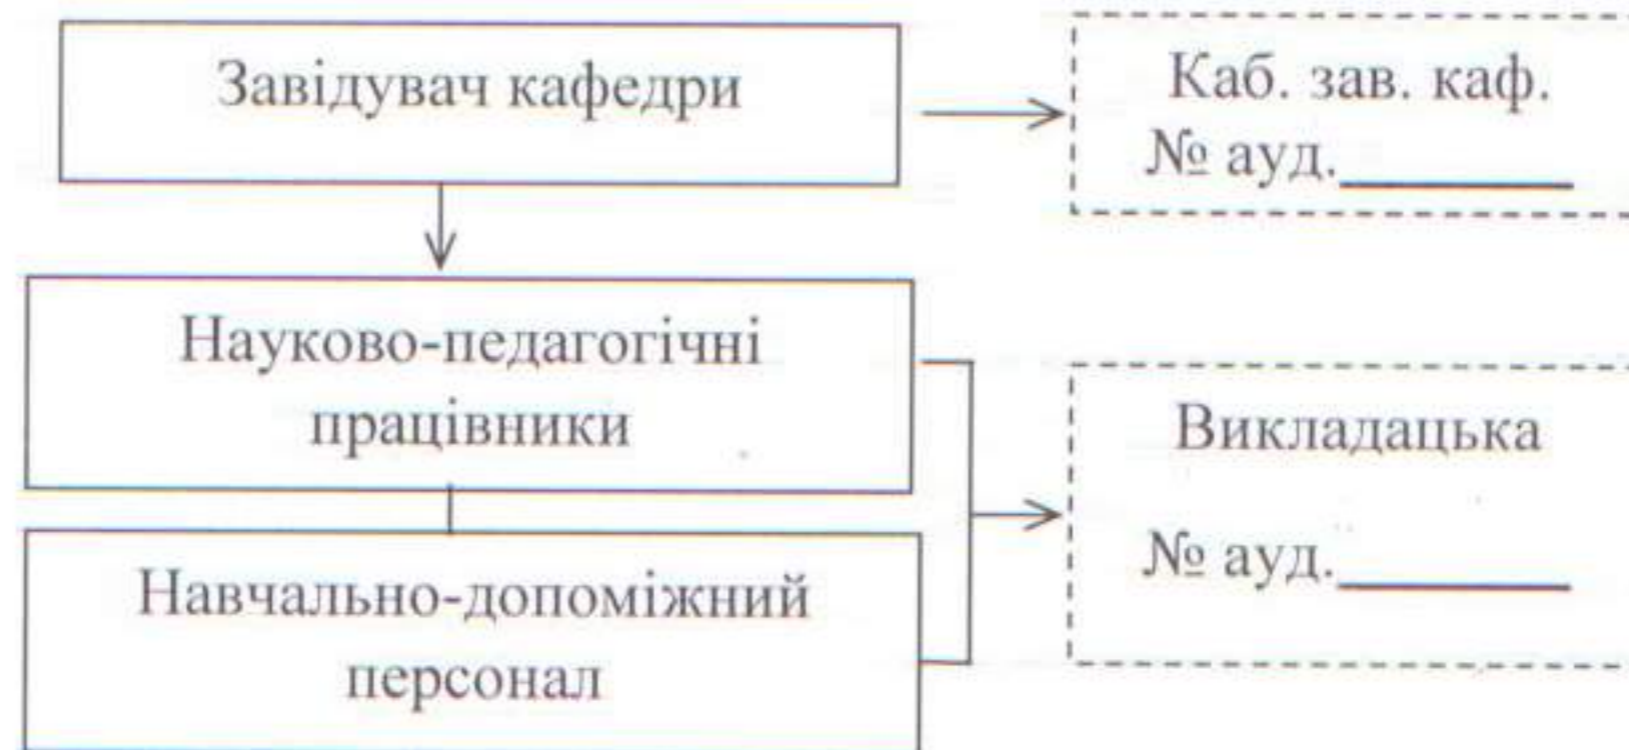 Завідувач кафедри
Каб. зав. каф.
№ ауд.________
Науково-педагогічні
працівники
Викладацька
№ ауд.________
Навчально-допоміжний
персонал